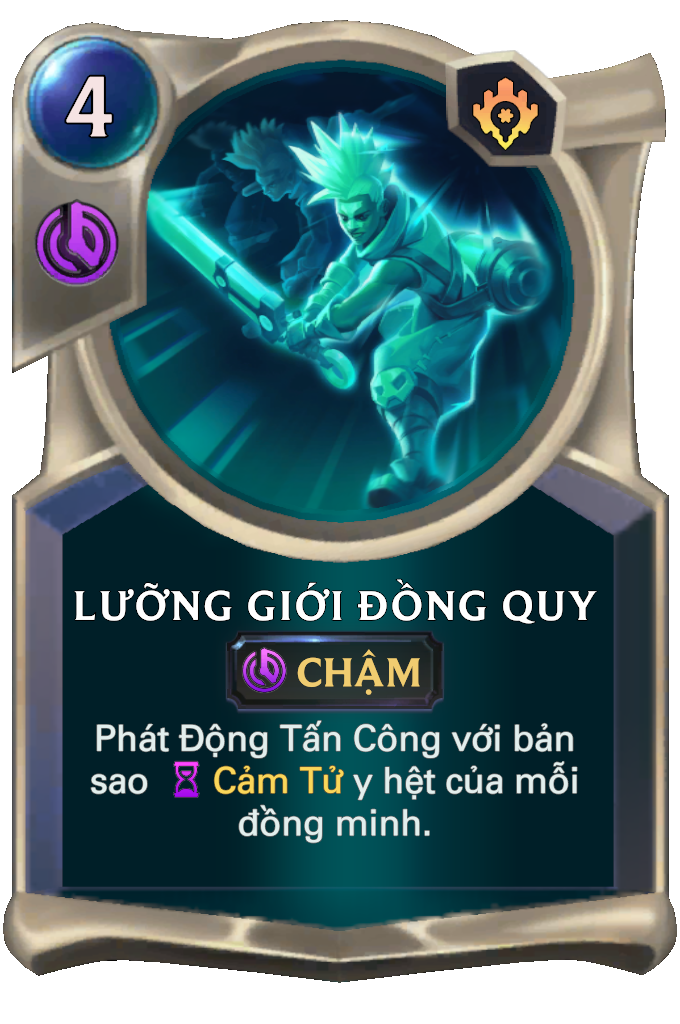 4
LƯỠNG GIỚI ĐỒNG QUY
CHẬM
Phát Động Tấn Công với bản
sao Cảm Tử y hệt của mỗi
đồng minh.